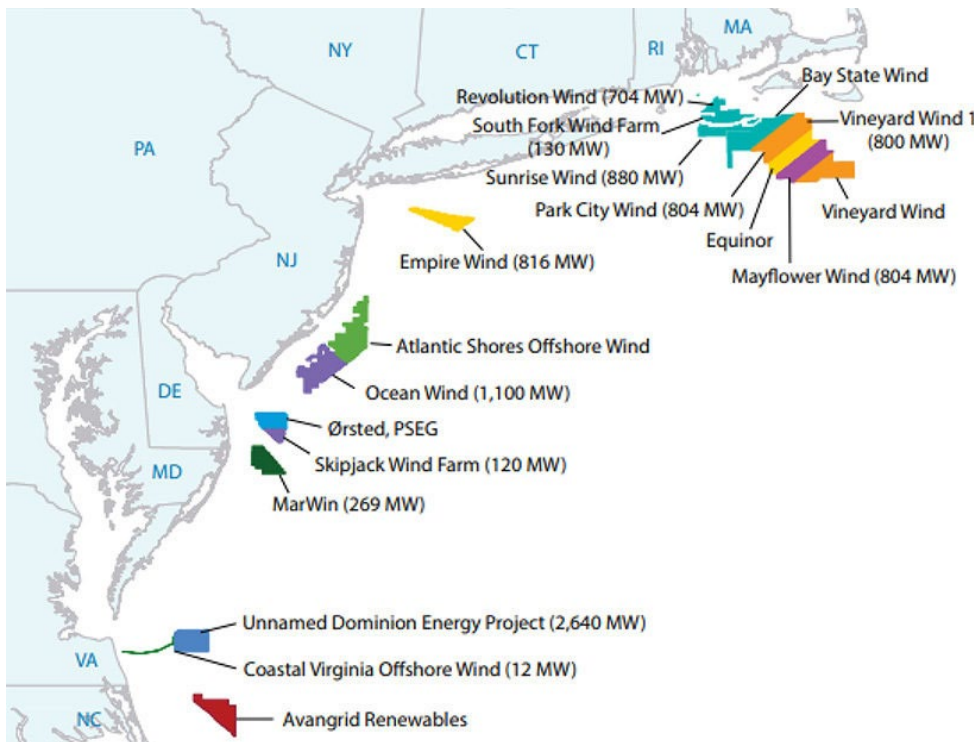 NY
CT
RI
MA
PA
NJ
DE
MD
VA
NC
Bay State Wind
Revolution Wind (704 MW)
South Fork Wind Farm
(130 MW)
Vineyard Wind 1
(800 MW)
Sunrise Wind (880 MW)
Park City Wind (804 MW)
Vineyard Wind
Equinor
Mayflower Wind (804 MW)
Empire Wind (816 MW)
Atlantic Shores Offshore Wind
Ocean Wind (1,100 MW)
Ørsted, PSEG
Skipjack Wind Farm (120 MW)
MarWin (269 MW)
Unnamed Dominion Energy Project (2,640 MW)
Coastal Virginia Offshore Wind (12 MW)
Avangrid Renewables